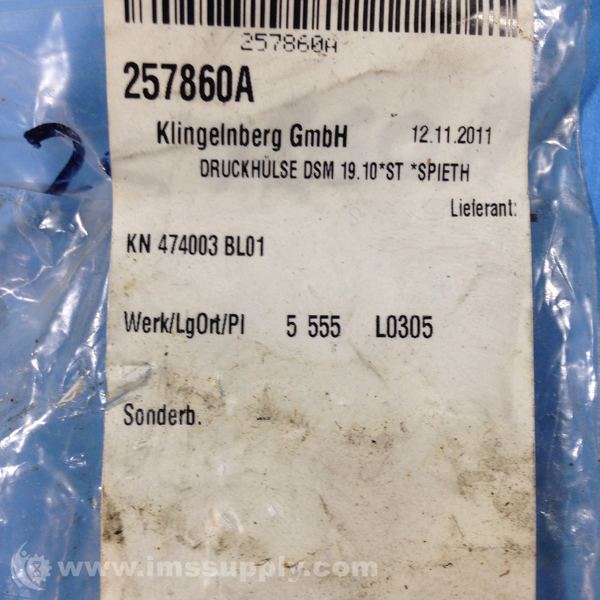 257860A
257860A
Klingelnberg GmbH 12.11.2011
DRUCKHÜLSE DSM 19.10*ST *SPIETH
Lieferant:
KN 474003 BL01
Werk/LgOrt/Pl 5 555 L0305
Sonderb.
www.imssupply.com